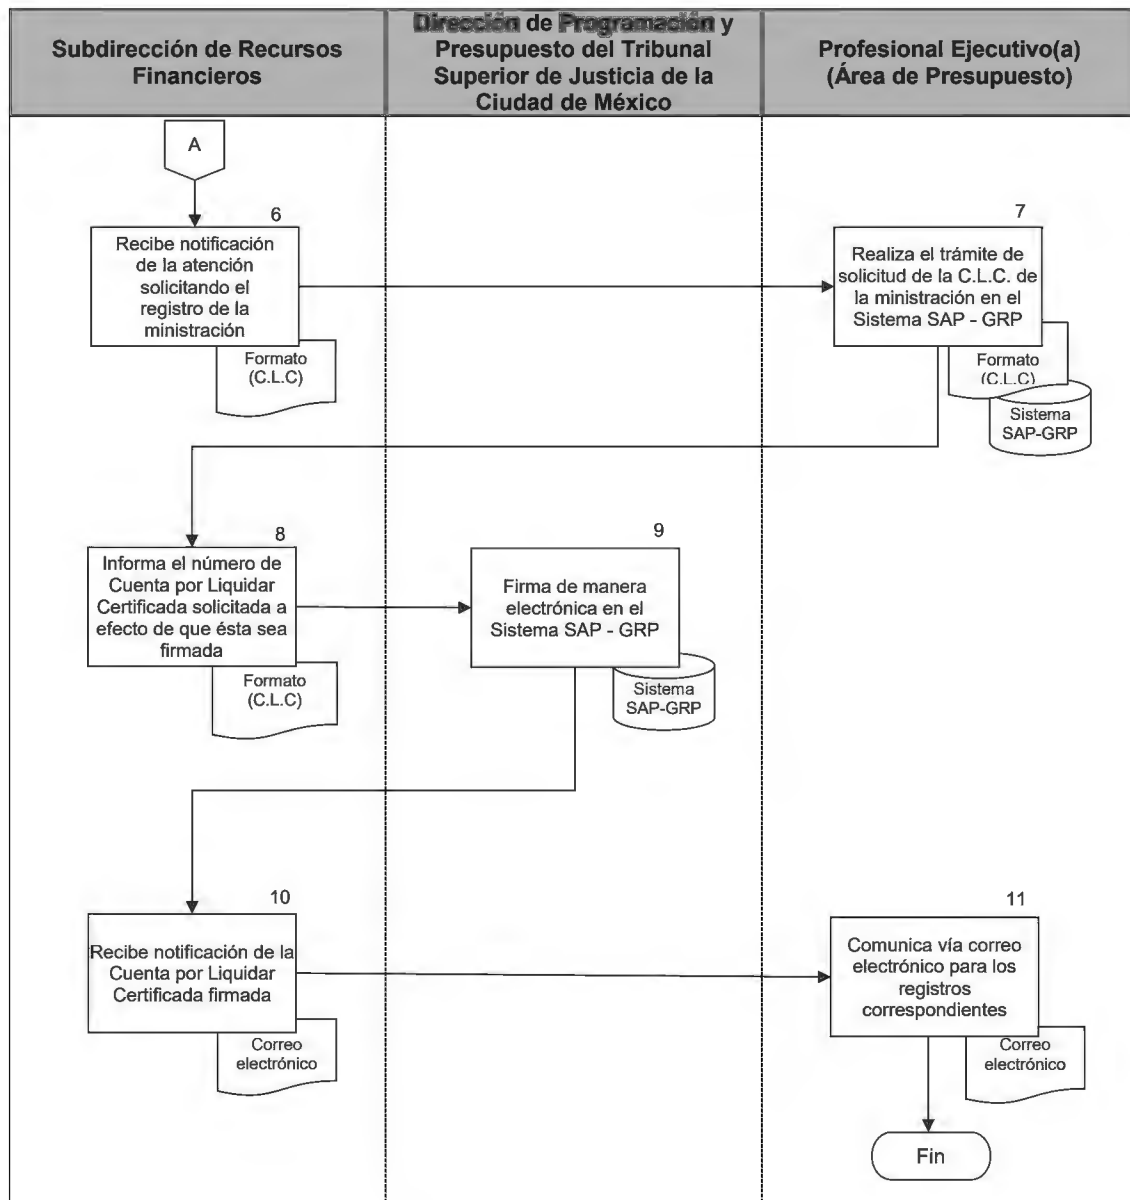 Subdirección de Recursos
Financieros
Dirección de Programación y
Presupuesto del Tribunal
Superior de Justicia de la
Ciudad de México
Profesional Ejecutivo(a)
(Área de Presupuesto)
A
6
Recibe notificación
de la atención
solicitando el
registro de la
ministración
Formato
(C.L.C)
7
Realiza el trámite de
solicitud de la C.L.C. de
la ministración en el
Sistema SAP - GRP
Formato
(C.L.C)
Sistema
SAP-GRP
8
Informa el número de
Cuenta por Liquidar
Certificada solicitada a
efecto de que ésta sea
firmada
Formato
(C.L.C)
9
Firma de manera
electrónica en el
Sistema SAP - GRP
Sistema
SAP-GRP
10
Recibe notificación de la
Cuenta por Liquidar
Certificada firmada
Correo
electrónico
11
Comunica vía correo
electrónico para los
registros
correspondientes
Correo
electrónico
Fin